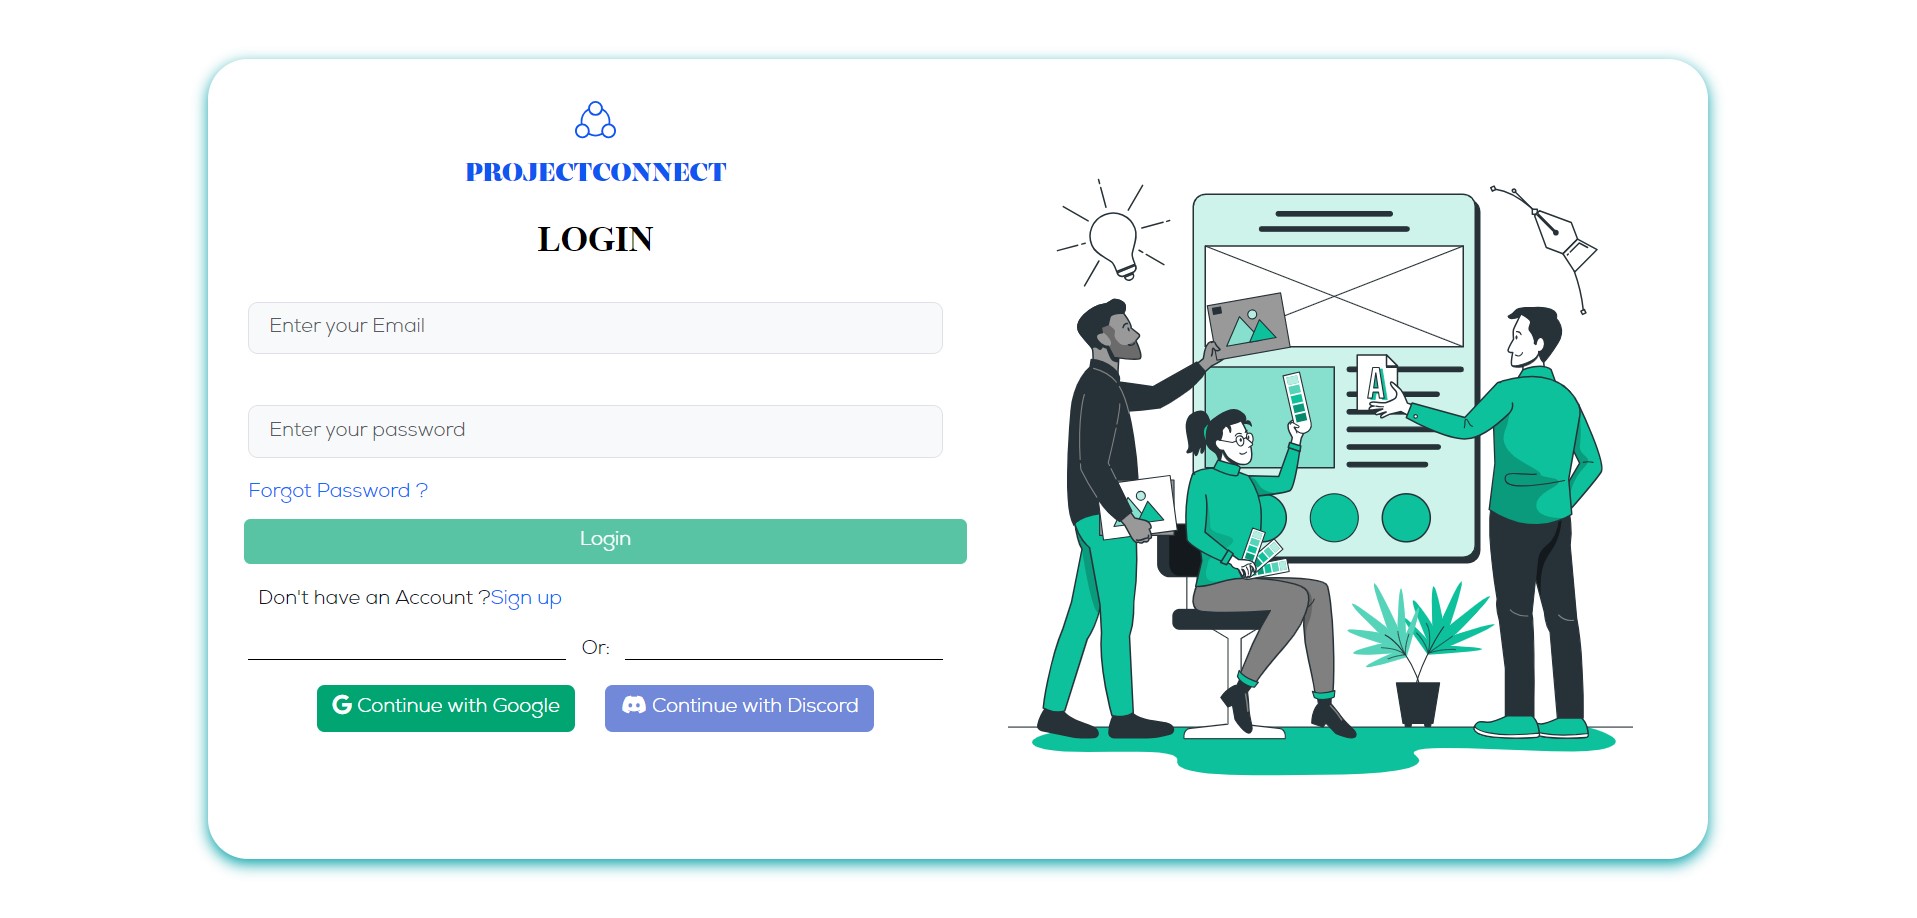 PROJECTCONNECT
LOGIN
Enter your Email
Enter your password
Forgot Password ?
Login
Don't have an Account ?Sign up
Or:
Continue with Google
Continue with Discord
A